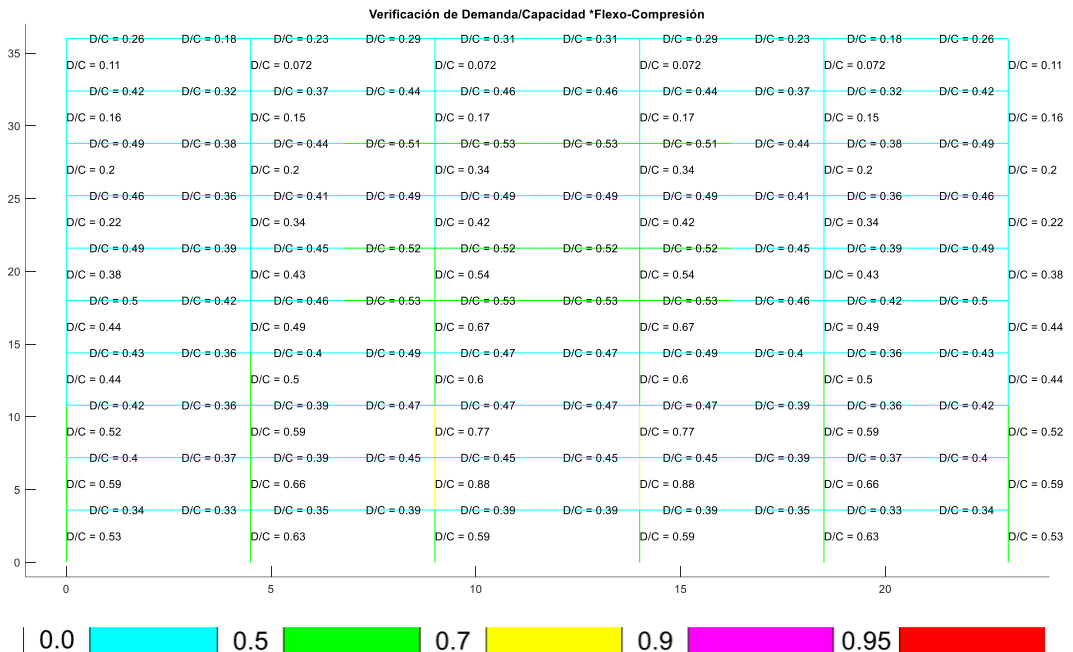 Verificación de Demanda/Capacidad *Flexo-Compresión
D/C = 0.26 D/C = 0.18 D/C = 0.23 D/C = 0.29 D/C = 0.31 D/C = 0.31 D/C = 0.29 D/C = 0.23 D/C = 0.18 D/C = 0.26
35
D/C = 0.11 D/C = 0.072 D/C = 0.072 D/C = 0.072 D/C = 0.072 D/C = 0.11
D/C = 0.42 D/C = 0.32 D/C = 0.37 D/C = 0.44 D/C = 0.46 D/C = 0.46 D/C = 0.44 D/C = 0.37 D/C = 0.32 D/C = 0.42
D/C = 0.16 D/C = 0.15 D/C = 0.17 D/C = 0.17 D/C = 0.15 D/C = 0.16
30
D/C = 0.49 D/C = 0.38 D/C = 0.44 D/C = 0.51 D/C = 0.53 D/C = 0.53 D/C = 0.51 D/C = 0.44 D/C = 0.38 D/C = 0.49
D/C = 0.2 D/C = 0.2 D/C = 0.34 D/C = 0.34 D/C = 0.2 D/C = 0.2
25
D/C = 0.46 D/C = 0.36 D/C = 0.41 D/C = 0.49 D/C = 0.49 D/C = 0.49 D/C = 0.49 D/C = 0.41 D/C = 0.36 D/C = 0.46
D/C = 0.22 D/C = 0.34 D/C = 0.42 D/C = 0.42 D/C = 0.34 D/C = 0.22
D/C = 0.49 D/C = 0.39 D/C = 0.45 D/C = 0.52 D/C = 0.52 D/C = 0.52 D/C = 0.52 D/C = 0.45 D/C = 0.39 D/C = 0.49
20
D/C = 0.38 D/C = 0.43 D/C = 0.54 D/C = 0.54 D/C = 0.43 D/C = 0.38
D/C = 0.5 D/C = 0.42 D/C = 0.46 D/C = 0.53 D/C = 0.53 D/C = 0.53 D/C = 0.53 D/C = 0.46 D/C = 0.42 D/C = 0.5
D/C = 0.44 D/C = 0.49 D/C = 0.67 D/C = 0.67 D/C = 0.49 D/C = 0.44
15
D/C = 0.43 D/C = 0.36 D/C = 0.4 D/C = 0.49 D/C = 0.47 D/C = 0.47 D/C = 0.49 D/C = 0.4 D/C = 0.36 D/C = 0.43
D/C = 0.44 D/C = 0.5 D/C = 0.6 D/C = 0.6 D/C = 0.5 D/C = 0.44
D/C = 0.42 D/C = 0.36 D/C = 0.39 D/C = 0.47 D/C = 0.47 D/C = 0.47 D/C = 0.47 D/C = 0.39 D/C = 0.36 D/C = 0.42
10
D/C = 0.52 D/C = 0.59 D/C = 0.77 D/C = 0.77 D/C = 0.59 D/C = 0.52
D/C = 0.4 D/C = 0.37 D/C = 0.39 D/C = 0.45 D/C = 0.45 D/C = 0.45 D/C = 0.45 D/C = 0.39 D/C = 0.37 D/C = 0.4
D/C = 0.59 D/C = 0.66 D/C = 0.88 D/C = 0.88 D/C = 0.66 D/C = 0.59
5
D/C = 0.34 D/C = 0.33 D/C = 0.35 D/C = 0.39 D/C = 0.39 D/C = 0.39 D/C = 0.39 D/C = 0.35 D/C = 0.33 D/C = 0.34
D/C = 0.53 D/C = 0.63 D/C = 0.59 D/C = 0.59 D/C = 0.63 D/C = 0.53
0
0 5 10 15 20
0.0 0.5 0.7 0.9 0.95